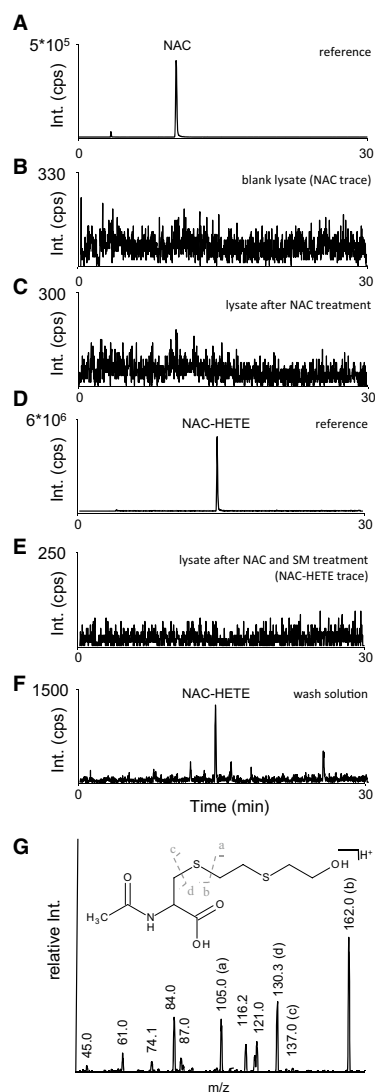 A
5*10⁵
NAC
reference
Int. (cps)
0
30
B
330
blank lysate (NAC trace)
Int. (cps)
0
30
C
300
lysate after NAC treatment
Int. (cps)
0
30
D
6*10⁶
NAC-HETE
reference
Int. (cps)
0
30
E
250
lysate after NAC and SM treatment
(NAC-HETE trace)
Int. (cps)
0
30
F
1500
NAC-HETE
wash solution
Int. (cps)
0
30
Time (min)
G
relative Int.
H⁺
c
a
S
S
OH
d
b
O
H₃C
N
H
O
OH
45.0
61.0
74.1
84.0
87.0
105.0 (a)
116.2
121.0
130.3 (d)
137.0 (c)
162.0 (b)
m/z